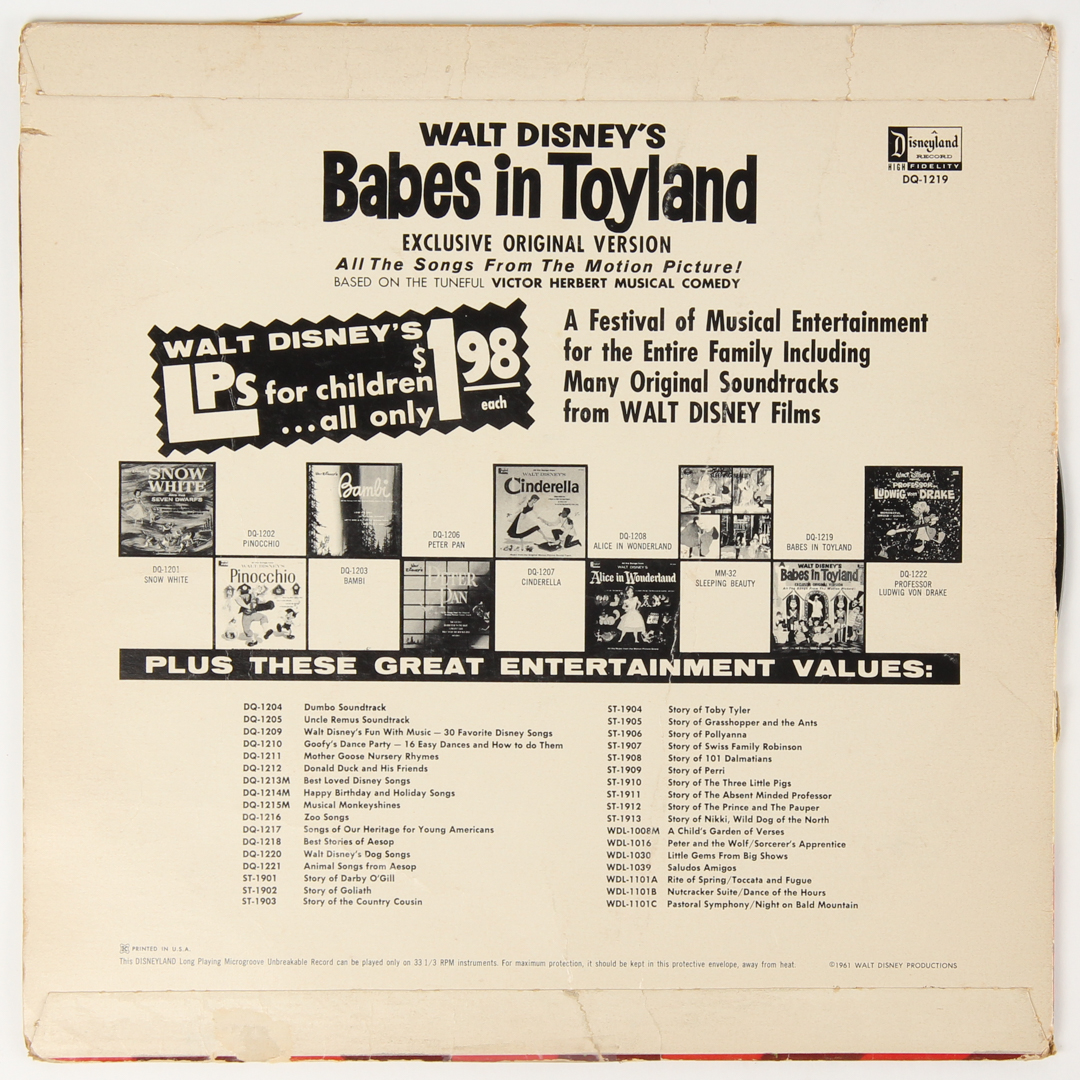 WALT DISNEY'S
Babes in Toyland
EXCLUSIVE ORIGINAL VERSION
All The Songs From The Motion Picture!
BASED ON THE TUNEFUL VICTOR HERBERT MUSICAL COMEDY
Disneyland
RECORD
HIGH FIDELITY
DQ-1219
WALT DISNEY'S
LPs for children
...all only
$1 98
each
A Festival of Musical Entertainment
for the Entire Family Including
Many Original Soundtracks
from WALT DISNEY Films
SNOW
WHITE
SEVEN DWARFS
DQ-1202
PINOCCHIO
Bambi
DQ-1206
PETER PAN
WALT DISNEY'S
Cinderella
DQ-1208
ALICE IN WONDERLAND
DQ-1219
BABES IN TOYLAND
Walt Disney
PROFESSOR
LUDWIG VON DRAKE
DQ-1201
SNOW WHITE
Pinocchio
DQ-1203
BAMBI
PETER
PAN
DQ-1207
CINDERELLA
WALT DISNEY'S
Alice in Wonderland
MM-32
SLEEPING BEAUTY
WALT DISNEY'S
Babes in Toyland
DQ-1222
PROFESSOR
LUDWIG VON DRAKE
PLUS THESE GREAT ENTERTAINMENT VALUES:
DQ-1204 Dumbo Soundtrack
DQ-1205 Uncle Remus Soundtrack
DQ-1209 Walt Disney's Fun With Music — 30 Favorite Disney Songs
DQ-1210 Goofy's Dance Party — 16 Easy Dances and How to do Them
DQ-1211 Mother Goose Nursery Rhymes
DQ-1212 Donald Duck and His Friends
DQ-1213M Best Loved Disney Songs
DQ-1214M Happy Birthday and Holiday Songs
DQ-1215M Musical Monkeyshines
DQ-1216 Zoo Songs
DQ-1217 Songs of Our Heritage for Young Americans
DQ-1218 Best Stories of Aesop
DQ-1220 Walt Disney's Dog Songs
DQ-1221 Animal Songs from Aesop
ST-1901 Story of Darby O'Gill
ST-1902 Story of Goliath
ST-1903 Story of the Country Cousin
ST-1904 Story of Toby Tyler
ST-1905 Story of Grasshopper and the Ants
ST-1906 Story of Pollyanna
ST-1907 Story of Swiss Family Robinson
ST-1908 Story of 101 Dalmatians
ST-1909 Story of Perri
ST-1910 Story of The Three Little Pigs
ST-1911 Story of The Absent Minded Professor
ST-1912 Story of The Prince and The Pauper
ST-1913 Story of Nikki, Wild Dog of the North
WDL-1008M A Child's Garden of Verses
WDL-1016 Peter and the Wolf/Sorcerer's Apprentice
WDL-1030 Little Gems From Big Shows
WDL-1039 Saludos Amigos
WDL-1101A Rite of Spring/Toccata and Fugue
WDL-1101B Nutcracker Suite/Dance of the Hours
WDL-1101C Pastoral Symphony/Night on Bald Mountain
PRINTED IN U.S.A.
This DISNEYLAND Long Playing Microgroove Unbreakable Record can be played only on 33 1/3 RPM instruments. For maximum protection, it should be kept in this protective envelope, away from heat.
©1961 WALT DISNEY PRODUCTIONS